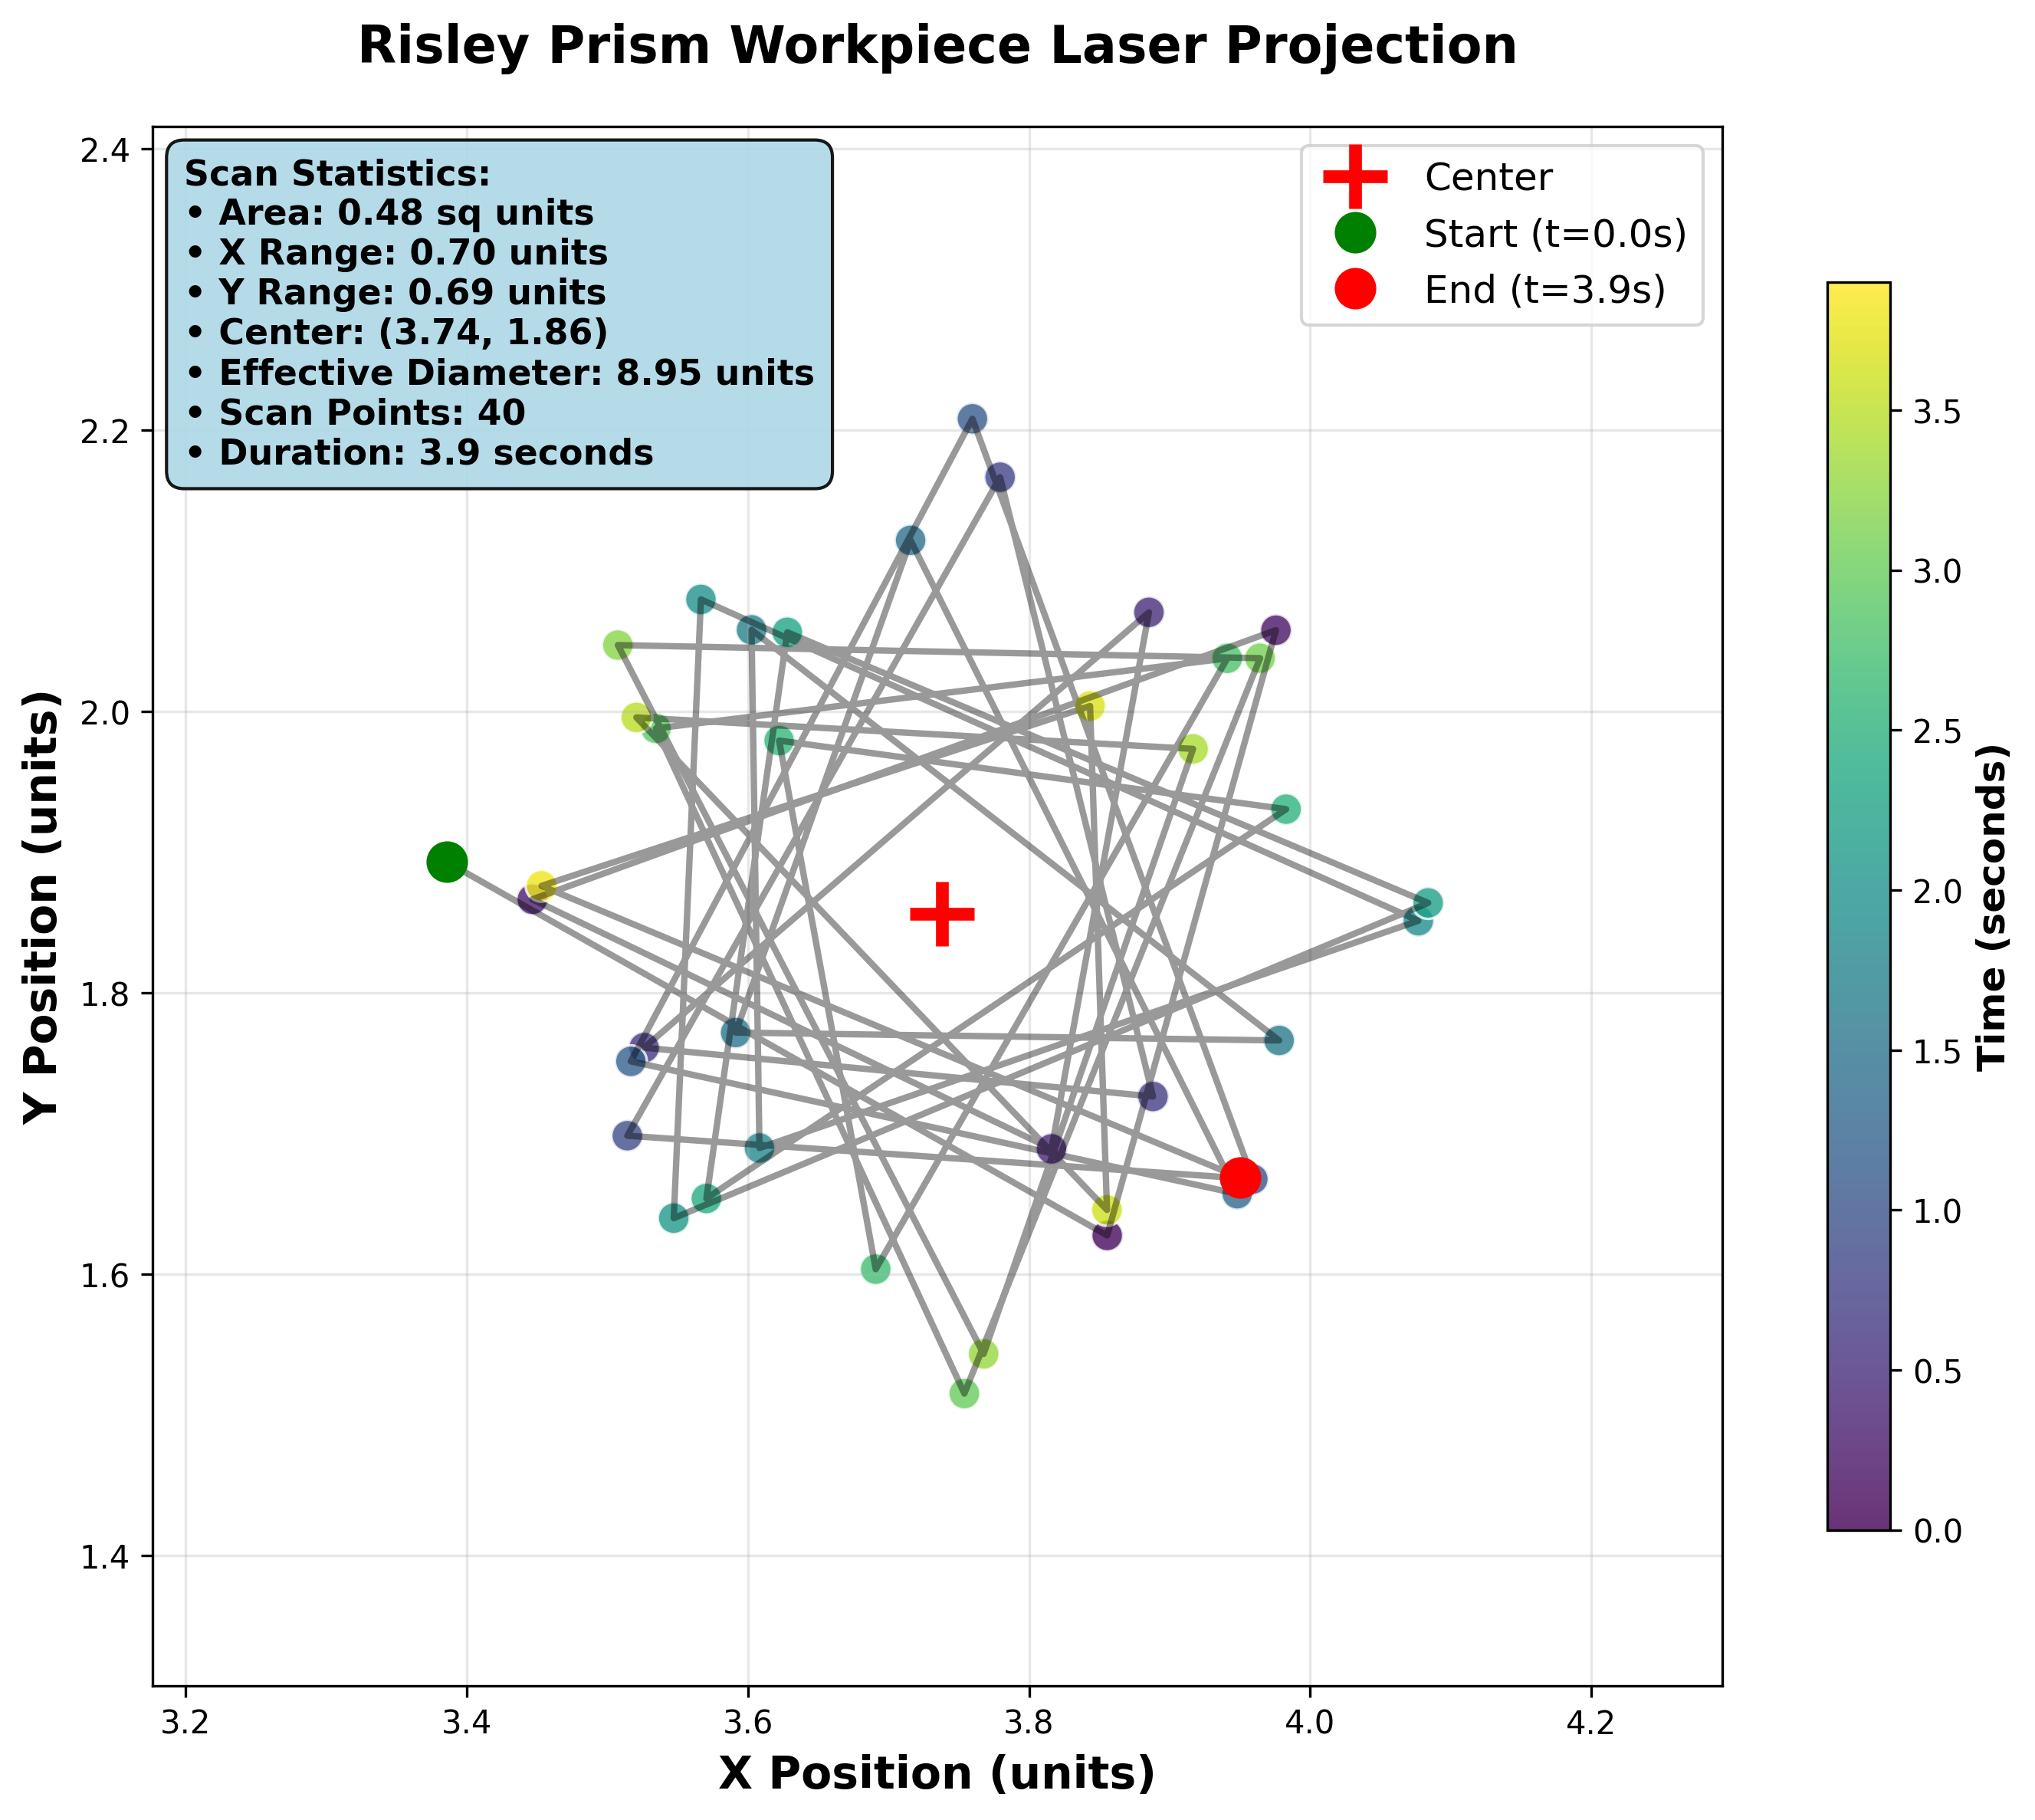 Risley Prism Workpiece Laser Projection
Scan Statistics:
• Area: 0.48 sq units
• X Range: 0.70 units
• Y Range: 0.69 units
• Center: (3.74, 1.86)
• Effective Diameter: 8.95 units
• Scan Points: 40
• Duration: 3.9 seconds
Center
Start (t=0.0s)
End (t=3.9s)
Y Position (units)
2.4
2.2
2.0
1.8
1.6
1.4
3.2
3.4
3.6
3.8
4.0
4.2
X Position (units)
3.5
3.0
2.5
2.0
1.5
1.0
0.5
0.0
Time (seconds)